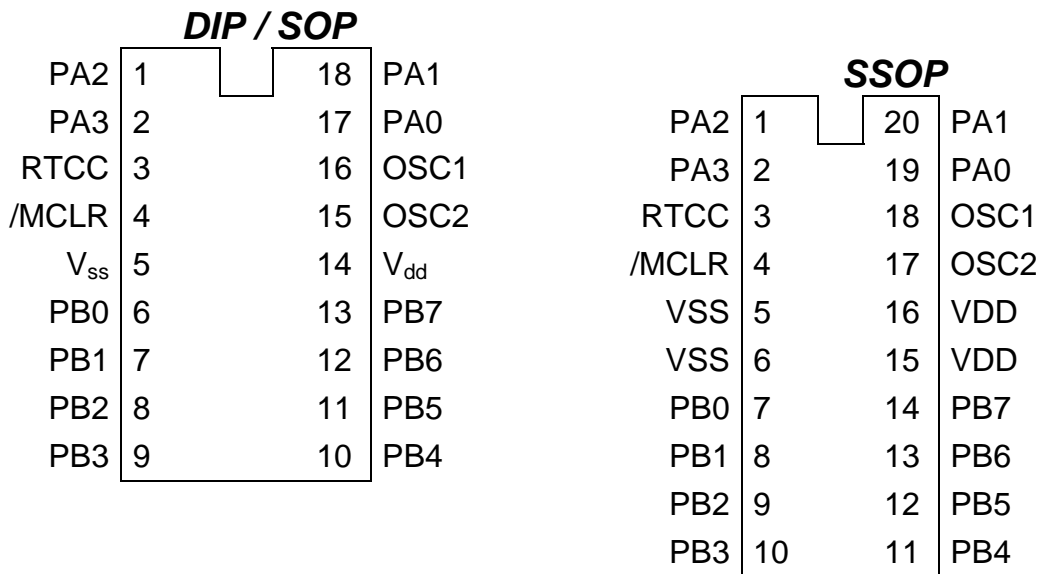 DIP / SOP
PA2 1 18 PA1
PA3 2 17 PA0
RTCC 3 16 OSC1
/MCLR 4 15 OSC2
Vss 5 14 Vdd
PB0 6 13 PB7
PB1 7 12 PB6
PB2 8 11 PB5
PB3 9 10 PB4
SSOP
PA2 1 20 PA1
PA3 2 19 PA0
RTCC 3 18 OSC1
/MCLR 4 17 OSC2
VSS 5 16 VDD
VSS 6 15 VDD
PB0 7 14 PB7
PB1 8 13 PB6
PB2 9 12 PB5
PB3 10 11 PB4